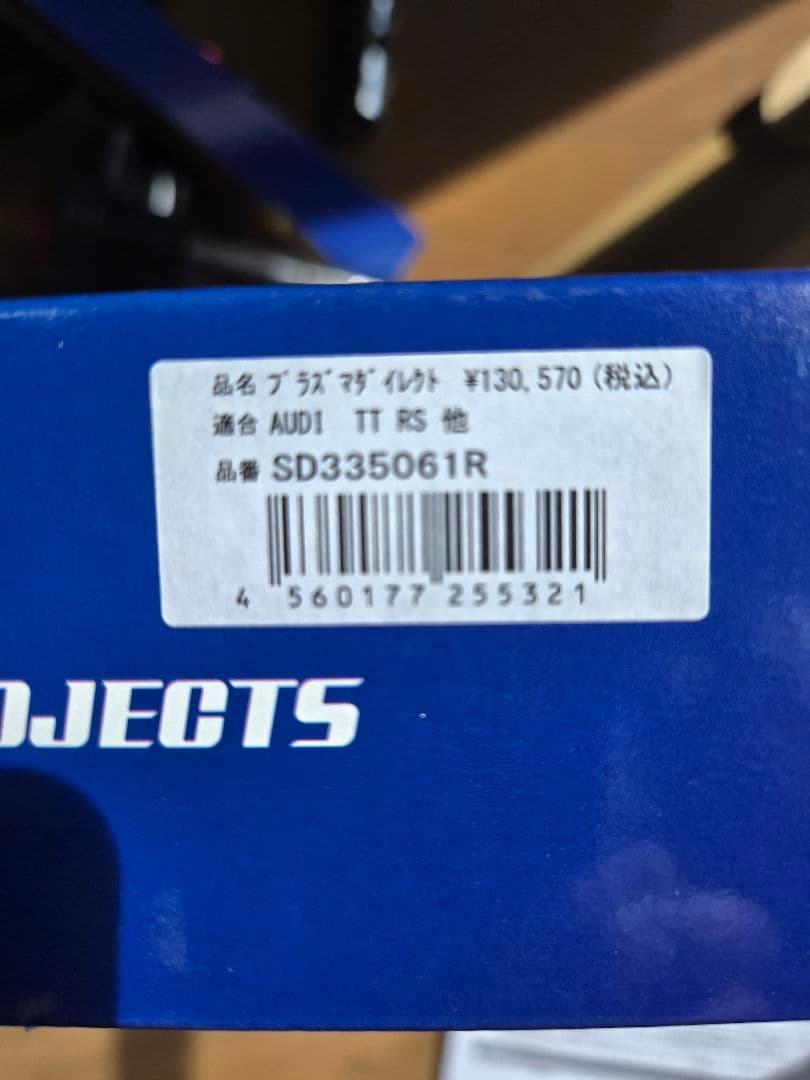 品名 プラズマダイレクト ¥130,570(税込)
適合 AUDI TT RS 他
品番 SD335061R
4 560177 255321
OJECTS